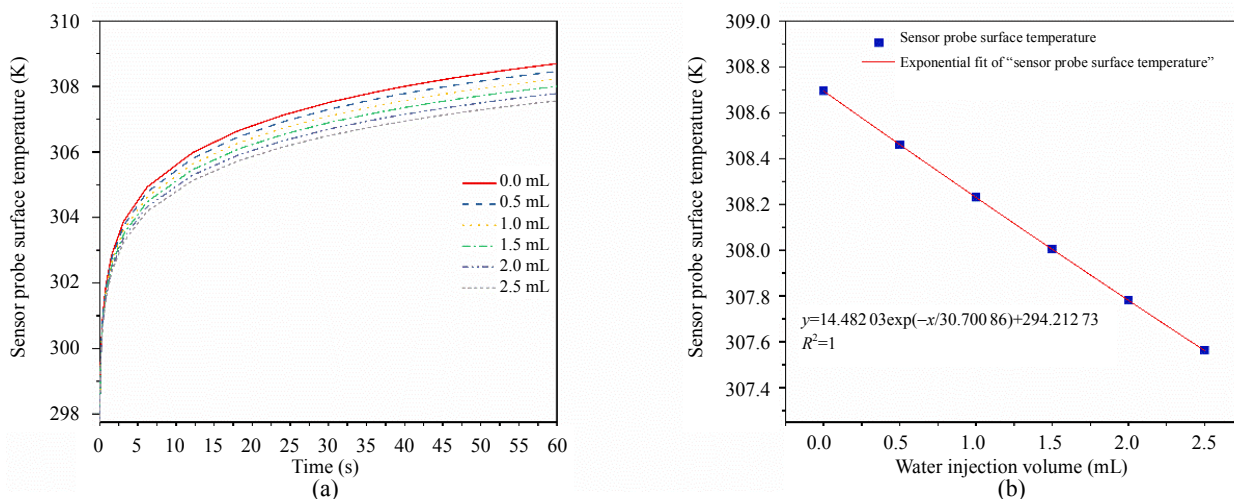 310
308
306
304
302
300
298
Sensor probe surface temperature (K)
0.0 mL
0.5 mL
1.0 mL
1.5 mL
2.0 mL
2.5 mL
0 5 10 15 20 25 30 35 40 45 50 55 60
Time (s)
(a)
309.0
308.8
308.6
308.4
308.2
308.0
307.8
307.6
307.4
Sensor probe surface temperature (K)
Sensor probe surface temperature
Exponential fit of “sensor probe surface temperature”
y=14.482 03exp(−x/30.700 86)+294.212 73
R²=1
0.0 0.5 1.0 1.5 2.0 2.5
Water injection volume (mL)
(b)